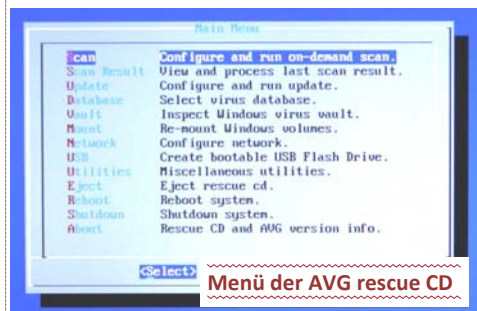 Main Menu
Scan Configure and run on-demand scan.
Scan Result View and process last scan result.
Update Configure and run update.
Database Select virus database.
Vault Inspect Windows virus vault.
Mount Re-mount Windows volumes.
Network Configure network.
USB Create bootable USB Flash Drive.
Utilities Miscellaneous utilities.
Eject Eject rescue cd.
Reboot Reboot system.
Shutdown Shutdown system.
About Rescue CD and AVG version info.
<Select>
Menü der AVG rescue CD